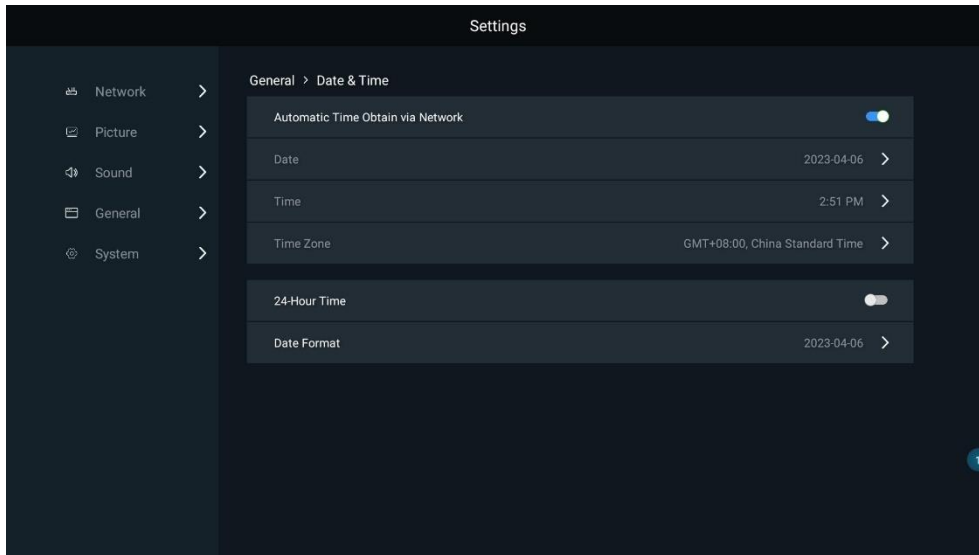 Settings
Network
Picture
Sound
General
System
General > Date & Time
Automatic Time Obtain via Network
Date 2023-04-06
Time 2:51 PM
Time Zone GMT+08:00, China Standard Time
24-Hour Time
Date Format 2023-04-06